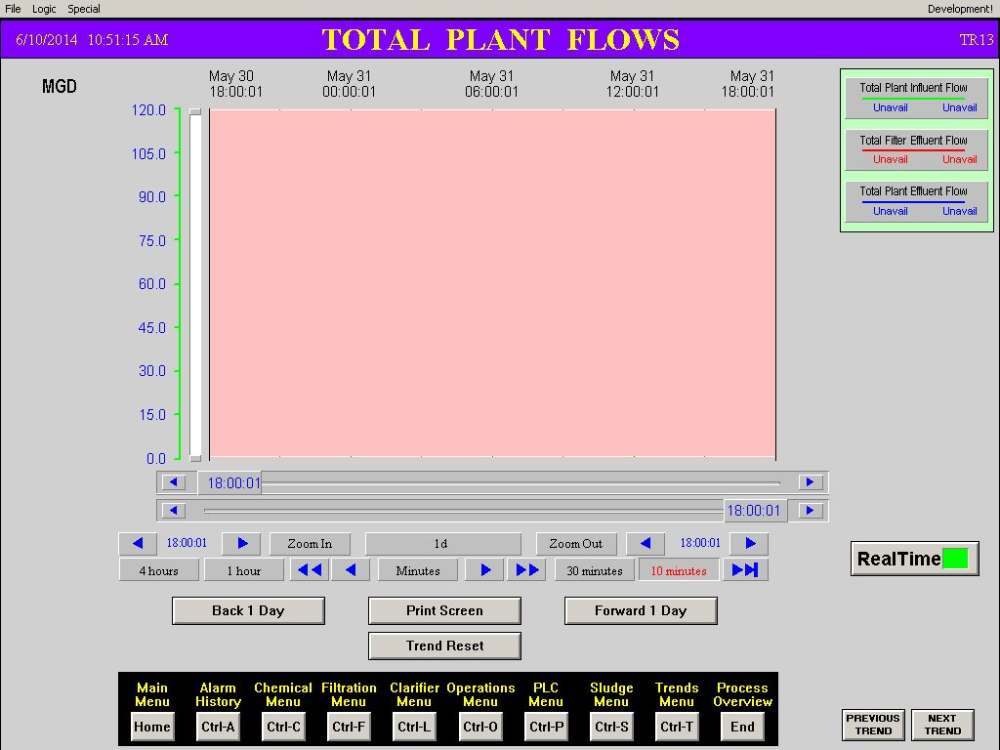 File Logic Special Development!
6/10/2014 10:51:15 AM TOTAL PLANT FLOWS TR13
MGD
May 30 May 31 May 31 May 31 May 31
18:00:01 00:00:01 06:00:01 12:00:01 18:00:01
120.0
105.0
90.0
75.0
60.0
45.0
30.0
15.0
0.0
Total Plant Influent Flow
Unavail Unavail
Total Filter Effluent Flow
Unavail Unavail
Total Plant Effluent Flow
Unavail Unavail
18:00:01
18:00:01
18:00:01 Zoom In 1d Zoom Out 18:00:01
4 hours 1 hour Minutes 30 minutes 10 minutes
RealTime
Back 1 Day Print Screen Forward 1 Day
Trend Reset
Main Alarm Chemical Filtration Clarifier Operations PLC Sludge Trends Process
Menu History Menu Menu Menu Menu Menu Menu Menu Overview
Home Ctrl-A Ctrl-C Ctrl-F Ctrl-L Ctrl-O Ctrl-P Ctrl-S Ctrl-T End
PREVIOUS NEXT
TREND TREND